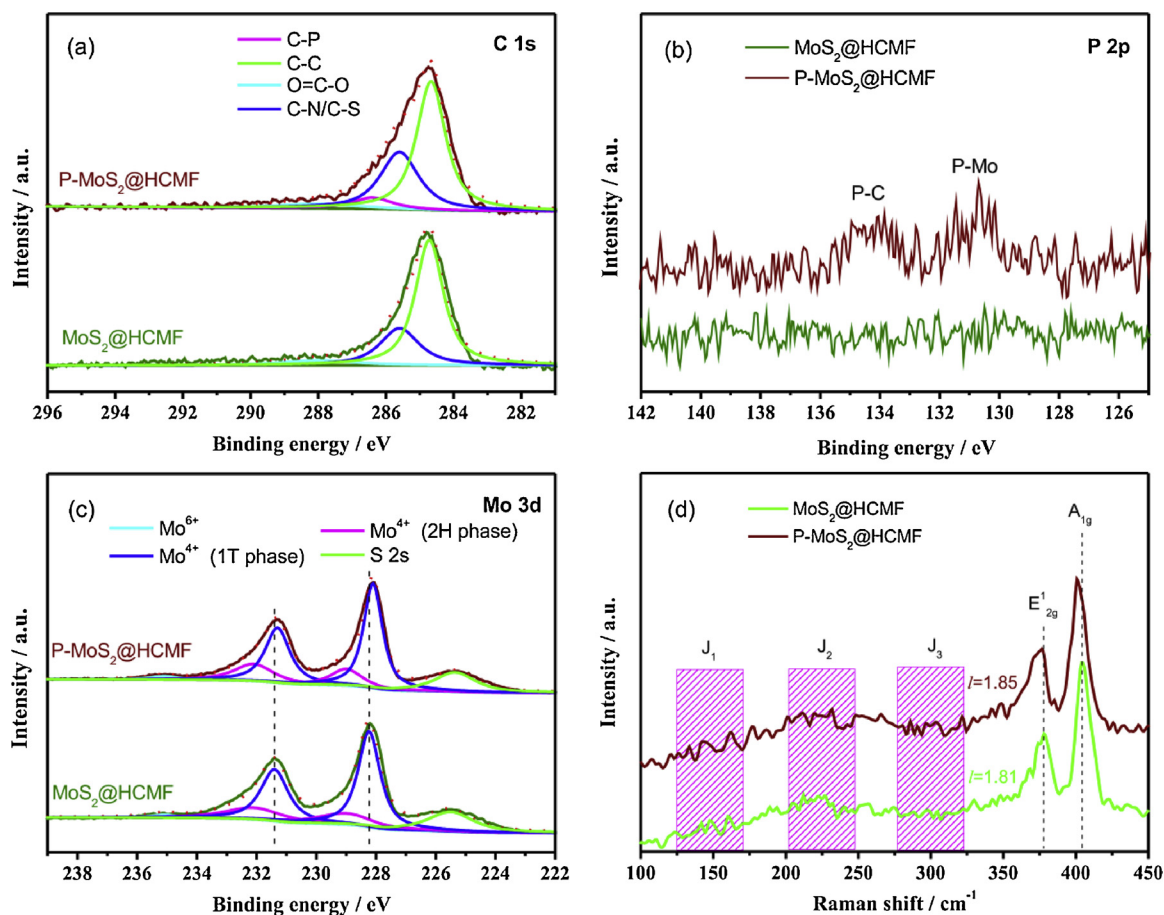 (a)
C 1s
C-P
C-C
O=C-O
C-N/C-S
P-MoS₂@HCMF
MoS₂@HCMF
Intensity / a.u.
296 294 292 290 288 286 284 282
Binding energy / eV
(b)
P 2p
MoS₂@HCMF
P-MoS₂@HCMF
P-C
P-Mo
Intensity / a.u.
142 140 138 136 134 132 130 128 126
Binding energy / eV
(c)
Mo 3d
Mo⁶⁺
Mo⁴⁺ (1T phase)
Mo⁴⁺ (2H phase)
S 2s
P-MoS₂@HCMF
MoS₂@HCMF
Intensity / a.u.
238 236 234 232 230 228 226 224 222
Binding energy / eV
(d)
MoS₂@HCMF
P-MoS₂@HCMF
A₁g
E¹₂g
J₁
J₂
J₃
I=1.85
I=1.81
Intensity / a.u.
100 150 200 250 300 350 400 450
Raman shift / cm⁻¹